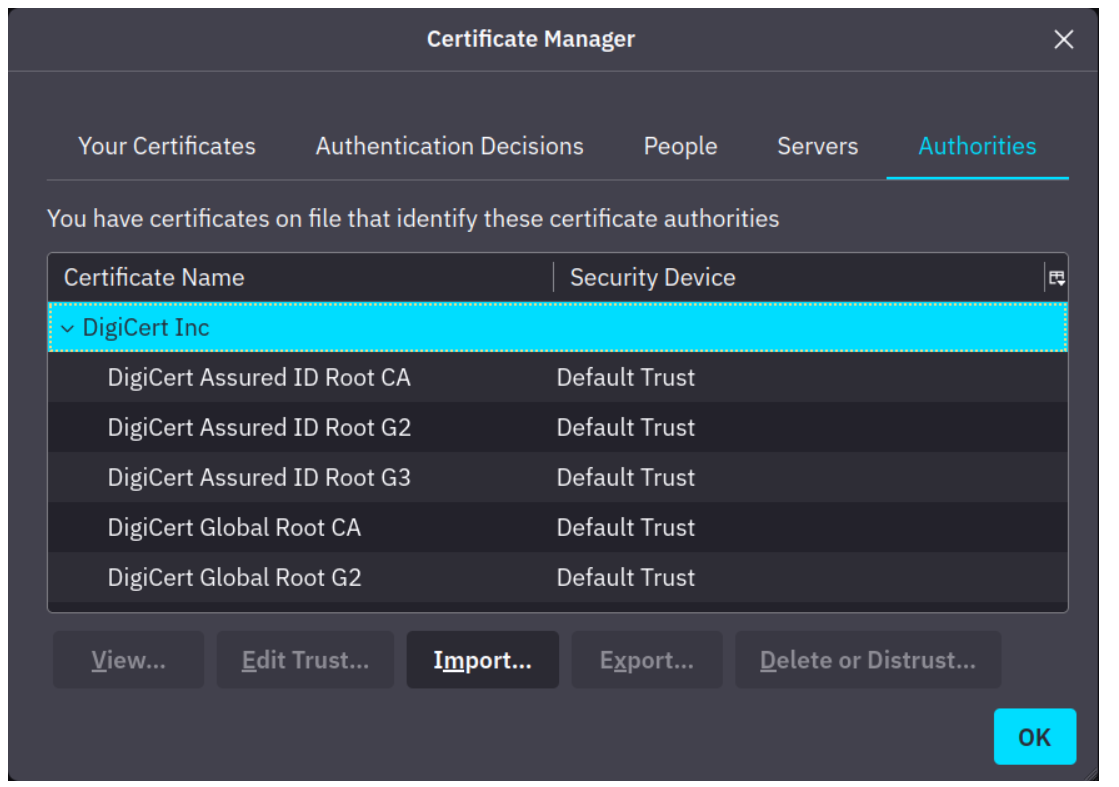 Certificate Manager
Your Certificates Authentication Decisions People Servers Authorities
You have certificates on file that identify these certificate authorities
Certificate Name Security Device
DigiCert Inc
DigiCert Assured ID Root CA Default Trust
DigiCert Assured ID Root G2 Default Trust
DigiCert Assured ID Root G3 Default Trust
DigiCert Global Root CA Default Trust
DigiCert Global Root G2 Default Trust
View... Edit Trust... Import... Export... Delete or Distrust...
OK